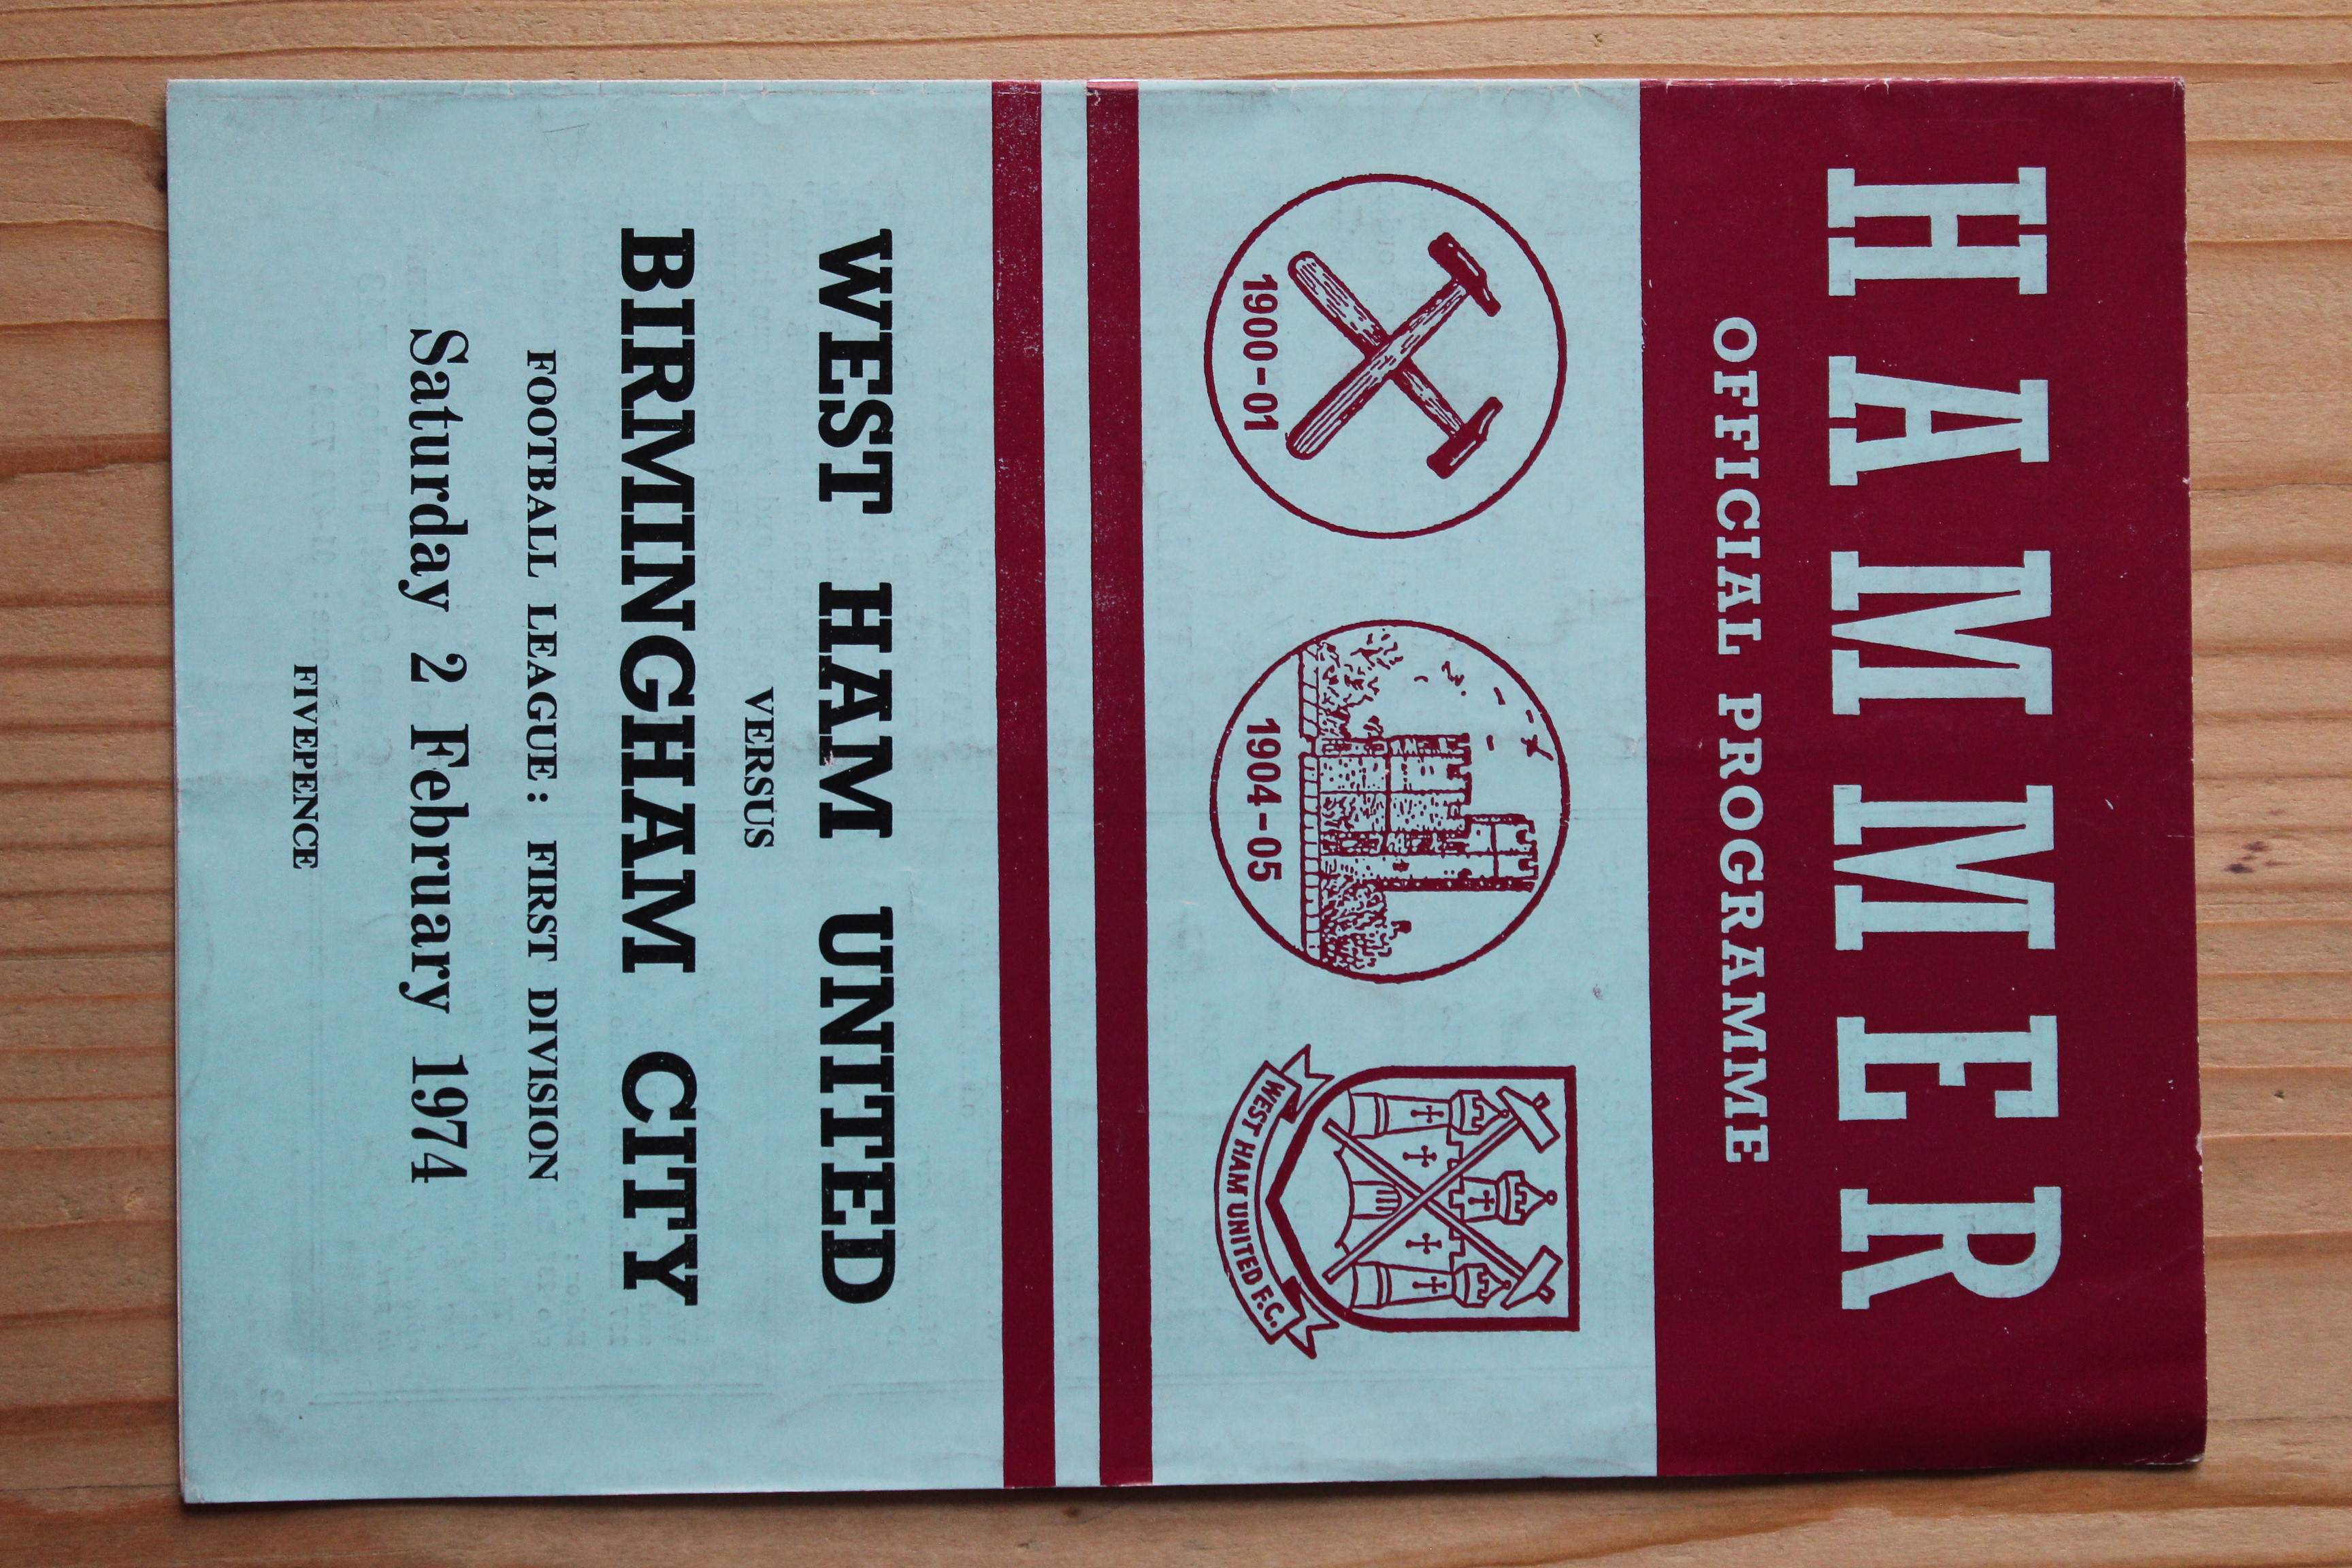 HAMMER
OFFICIAL PROGRAMME
1900-01
1904-05
WEST HAM UNITED F.C.
WEST HAM UNITED
VERSUS
BIRMINGHAM CITY
FOOTBALL LEAGUE: FIRST DIVISION
Saturday 2 February 1974
FIVEPENCE